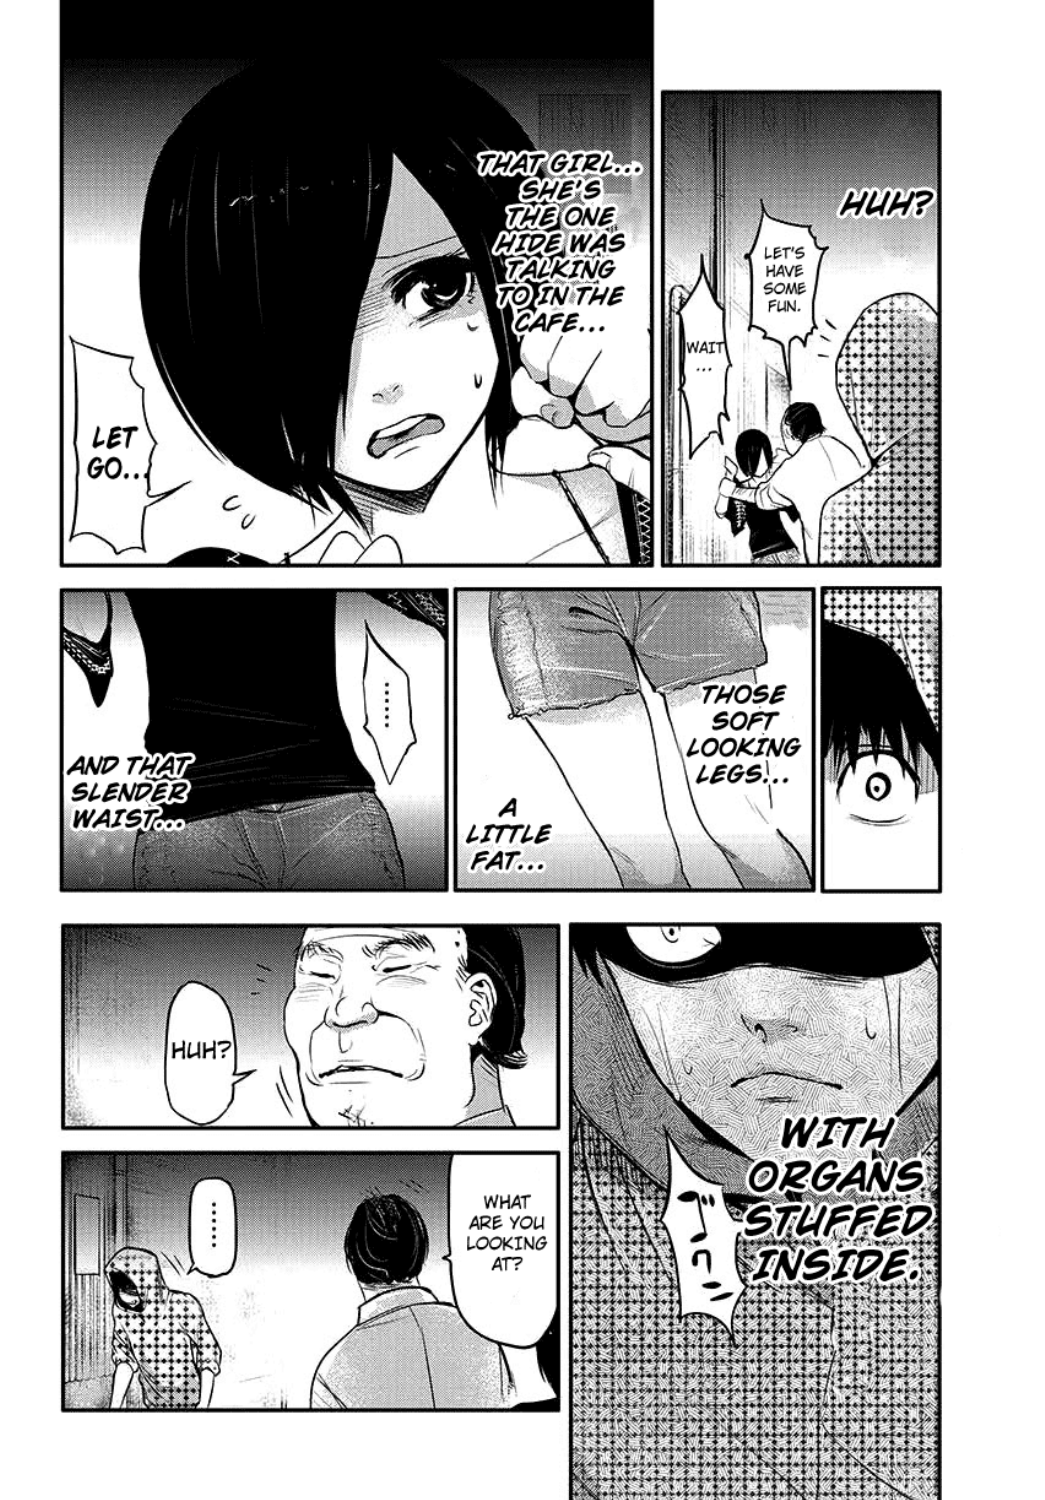 HUH?
LET'S
HAVE
SOME
FUN.
WAIT
...
THAT GIRL...
SHE'S
THE ONE
HIDE WAS
TALKING
TO IN THE
CAFE...
LET
GO...
THOSE
SOFT
LOOKING
LEGS...
A
LITTLE
FAT...
......
AND THAT
SLENDER
WAIST...
WITH
ORGANS
STUFFED
INSIDE.
ゴクン
HUH?
WHAT
ARE YOU
LOOKING
AT?
......